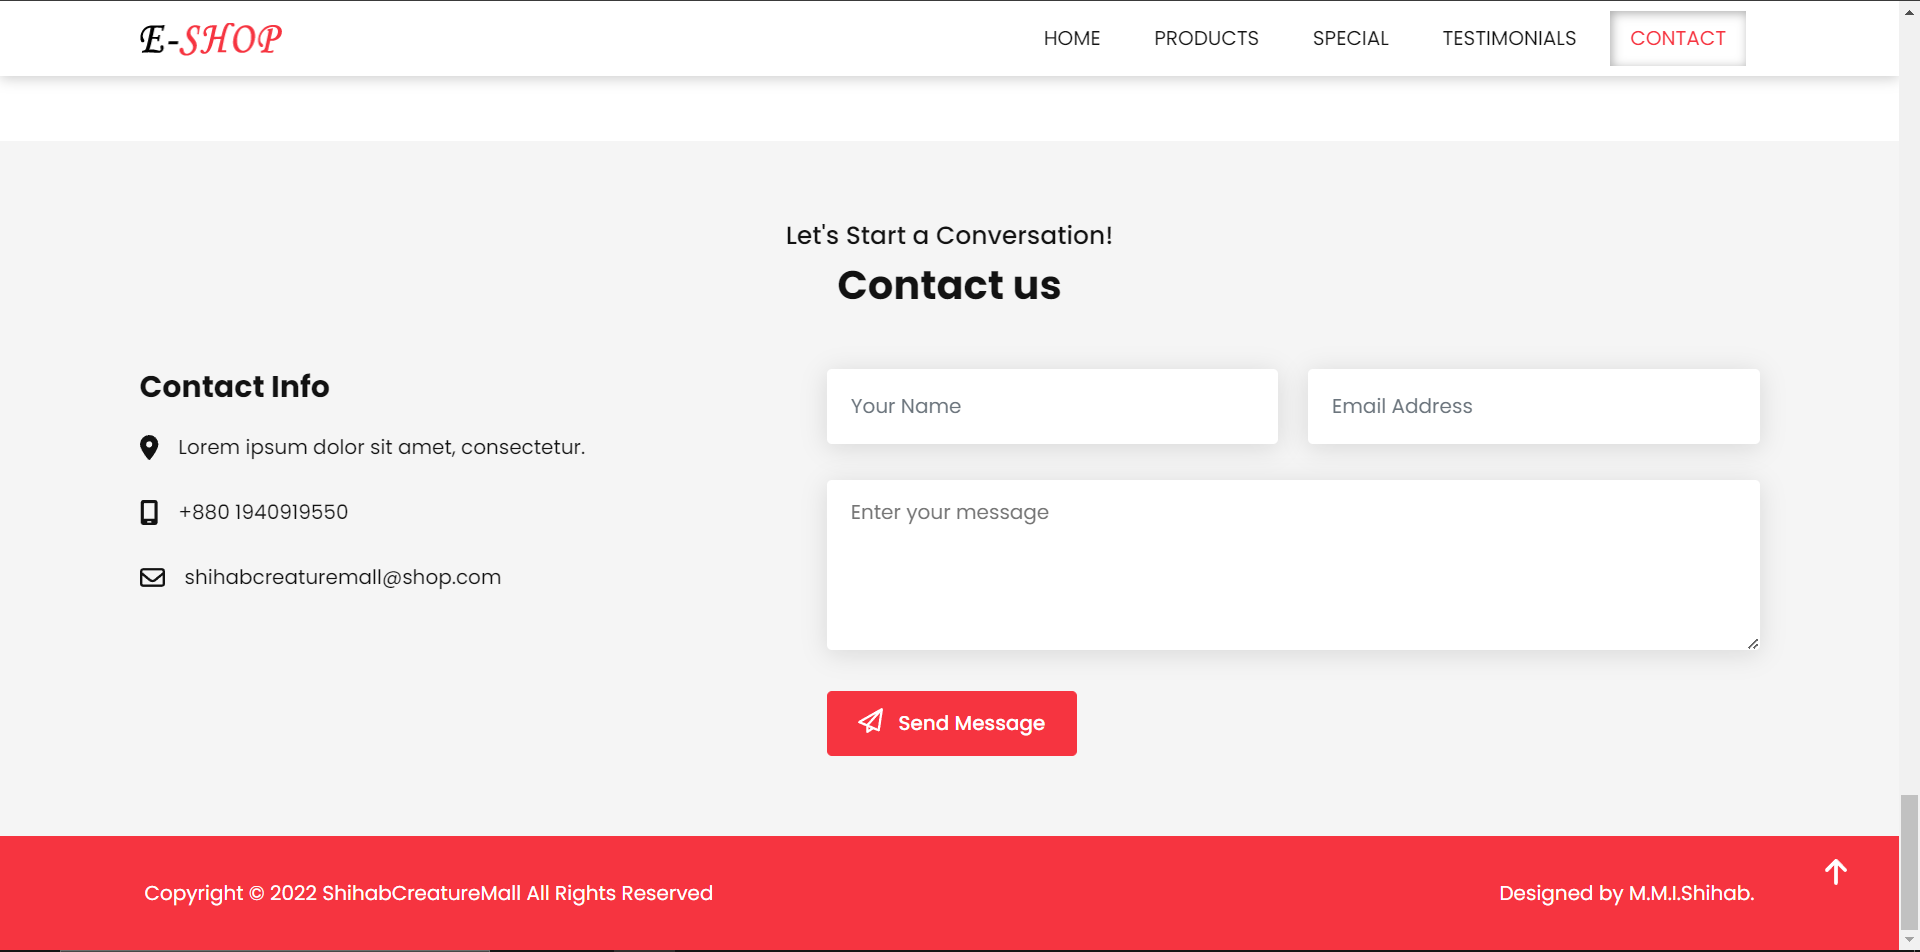 E-SHOP
HOME PRODUCTS SPECIAL TESTIMONIALS CONTACT
Let's Start a Conversation!
Contact us
Contact Info
Lorem ipsum dolor sit amet, consectetur.
+880 1940919550
shihabcreaturemall@shop.com
Your Name
Email Address
Enter your message
Send Message
Copyright © 2022 ShihabCreatureMall All Rights Reserved
Designed by M.M.I.Shihab.